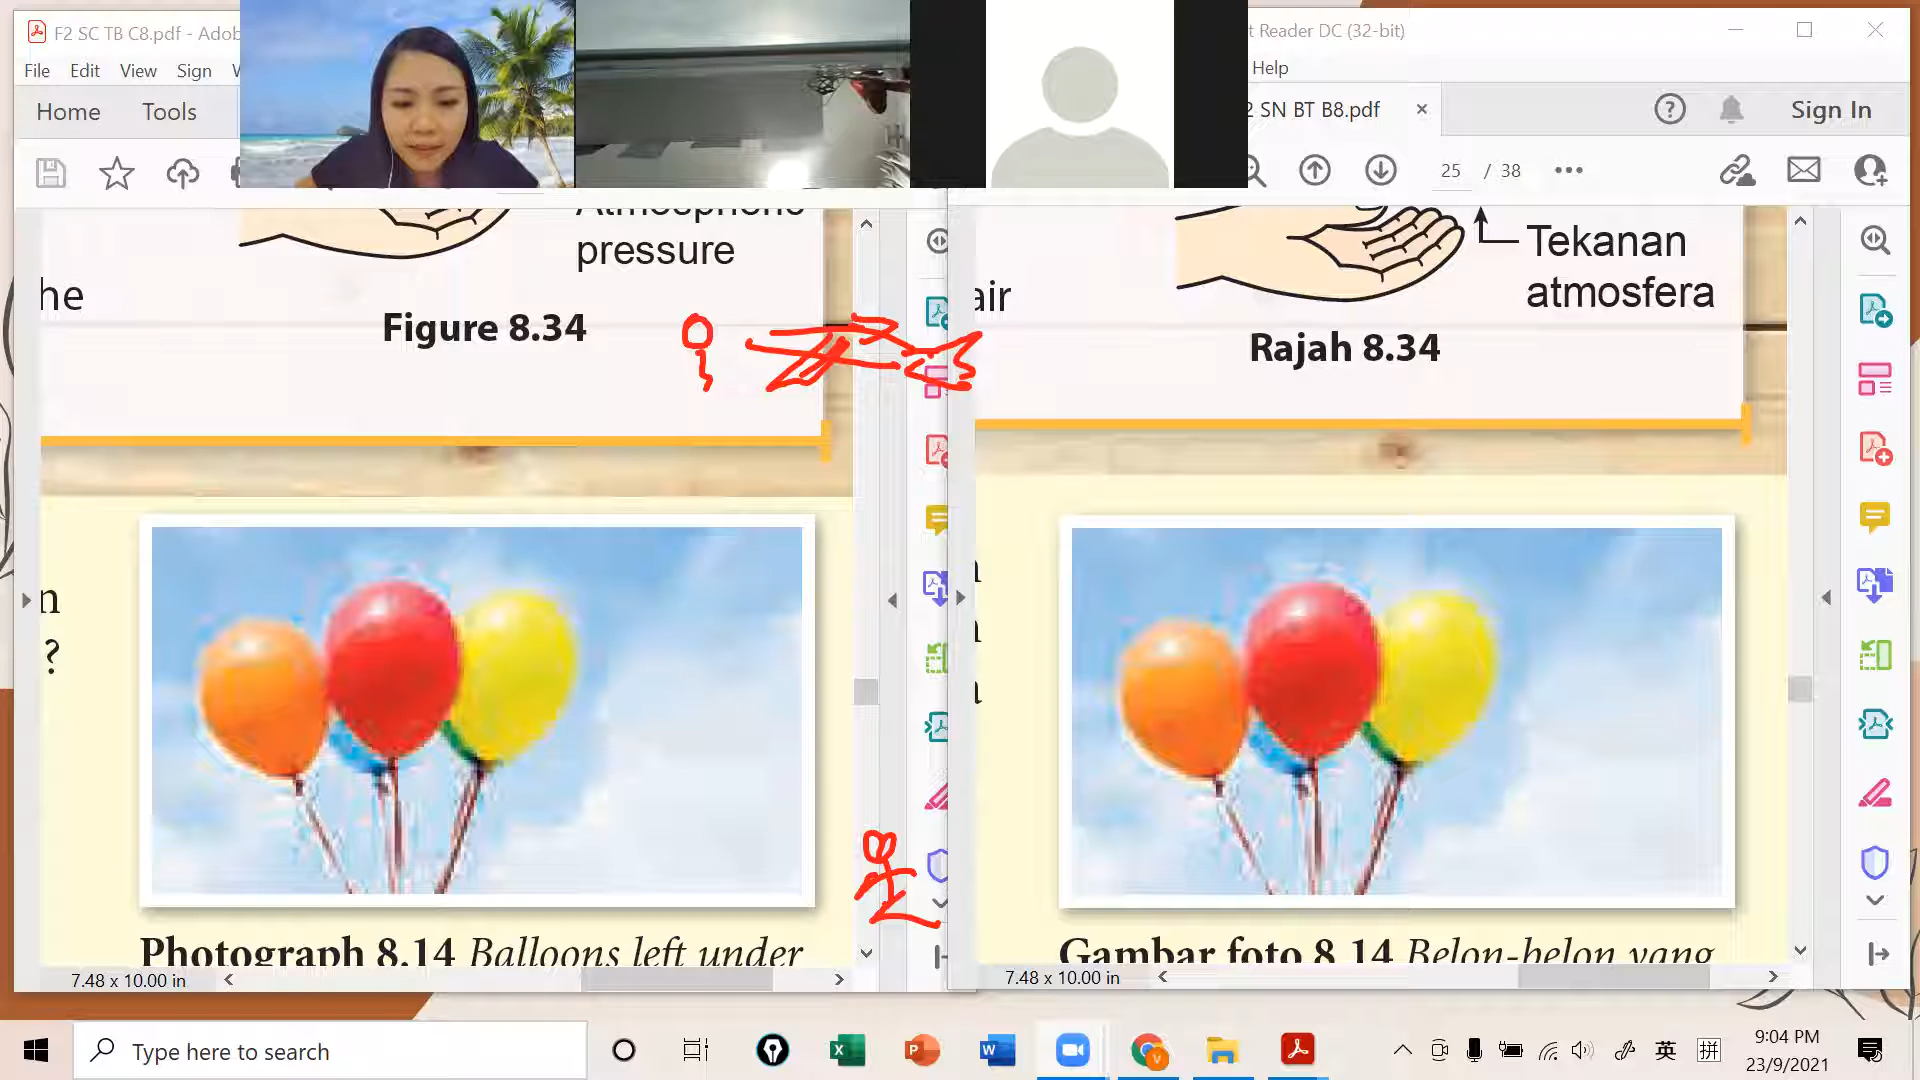 F2 SC TB C8.pdf - Adob
t Reader DC (32-bit)
File Edit View Sign W
Help
Home Tools
2 SN BT B8.pdf
Sign In
25 / 38
Atmospheric
pressure
he
Figure 8.34
Tekanan
atmosfera
air
Rajah 8.34
n
?
Photograph 8.14 Balloons left under
Gambar foto 8.14 Belon-belon yang
7.48 x 10.00 in
7.48 x 10.00 in
Type here to search
英
拼
9:04 PM
23/9/2021